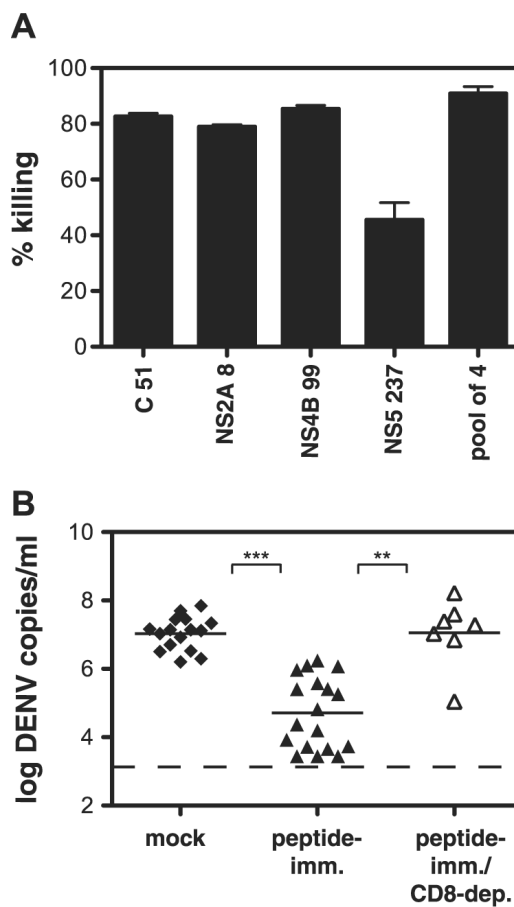 A
% killing
100
80
60
40
20
0
C 51
NS2A 8
NS4B 99
NS5 237
pool of 4
B
log DENV copies/ml
10
8
6
4
2
***
**
mock
peptide-
imm.
peptide-
imm./
CD8-dep.